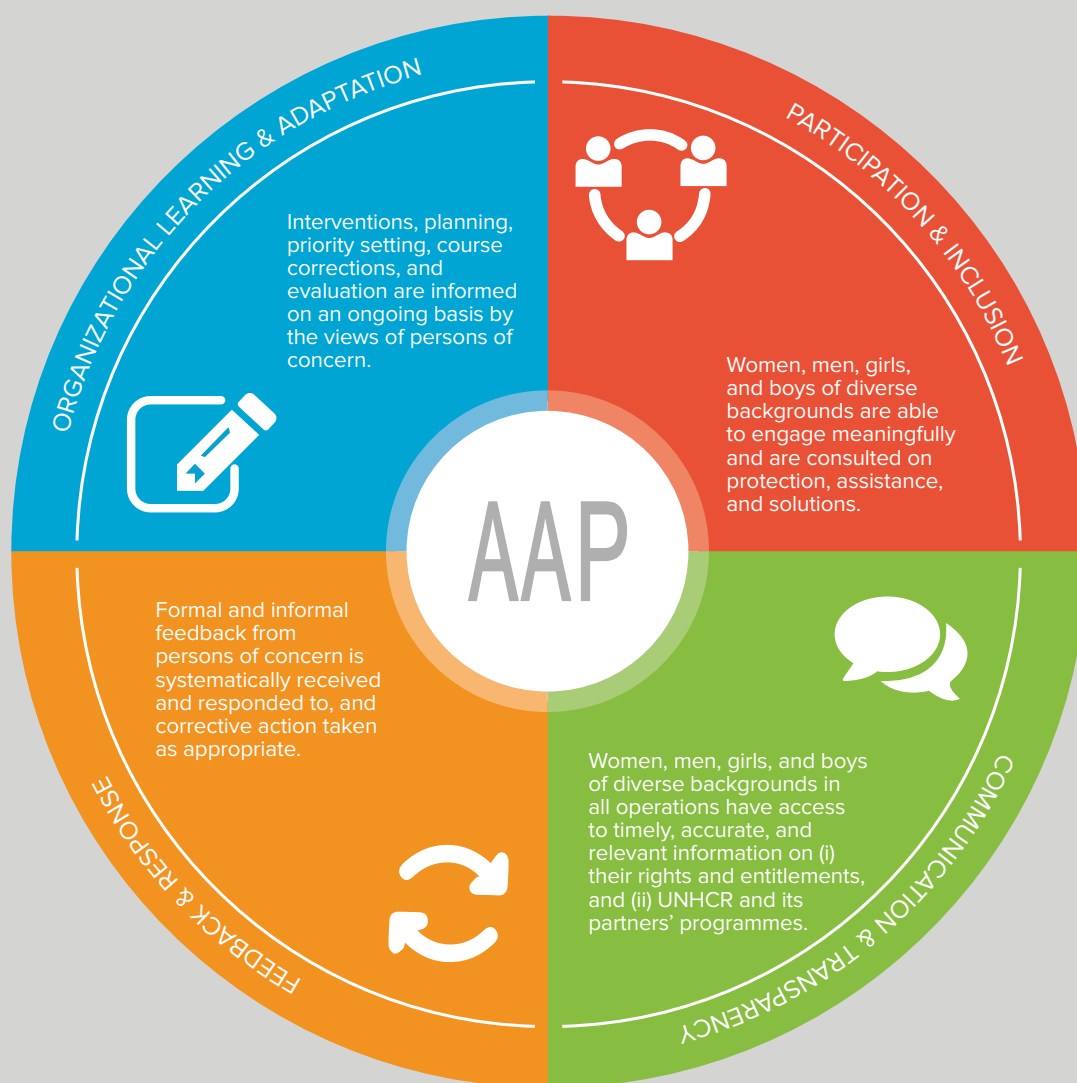 ORGANIZATIONAL LEARNING & ADAPTATION
Interventions, planning,
priority setting, course
corrections, and
evaluation are informed
on an ongoing basis by
the views of persons of
concern.
PARTICIPATION & INCLUSION
Women, men, girls,
and boys of diverse
backgrounds are able
to engage meaningfully
and are consulted on
protection, assistance,
and solutions.
AAP
FEEDBACK & RESPONSE
Formal and informal
feedback from
persons of concern is
systematically received
and responded to, and
corrective action taken
as appropriate.
COMMUNICATION & TRANSPARENCY
Women, men, girls, and boys
of diverse backgrounds in
all operations have access
to timely, accurate, and
relevant information on (i)
their rights and entitlements,
and (ii) UNHCR and its
partners’ programmes.